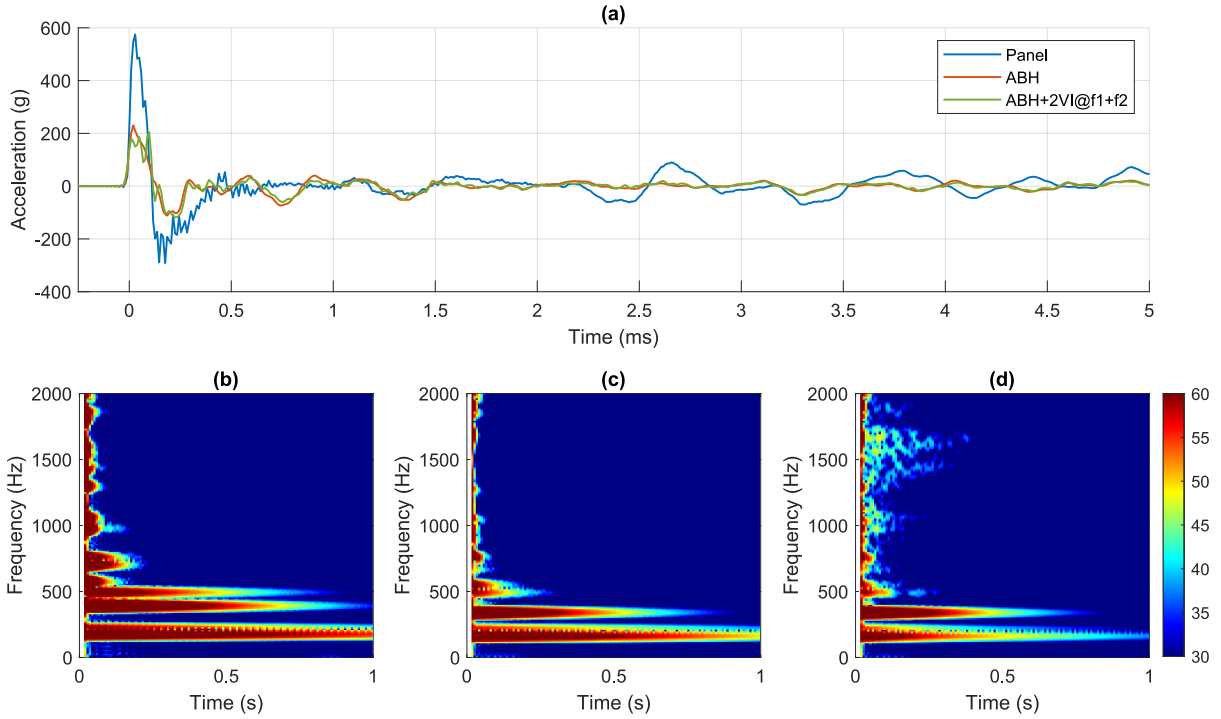 (a)
600
400
200
0
-200
-400
Acceleration (g)
Panel
ABH
ABH+2VI@f1+f2
0 0.5 1 1.5 2 2.5 3 3.5 4 4.5 5
Time (ms)
(b)
2000
1500
1000
500
0
Frequency (Hz)
0 0.5 1
Time (s)
(c)
2000
1500
1000
500
0
Frequency (Hz)
0 0.5 1
Time (s)
(d)
2000
1500
1000
500
0
Frequency (Hz)
0 0.5 1
Time (s)
60
55
50
45
40
35
30